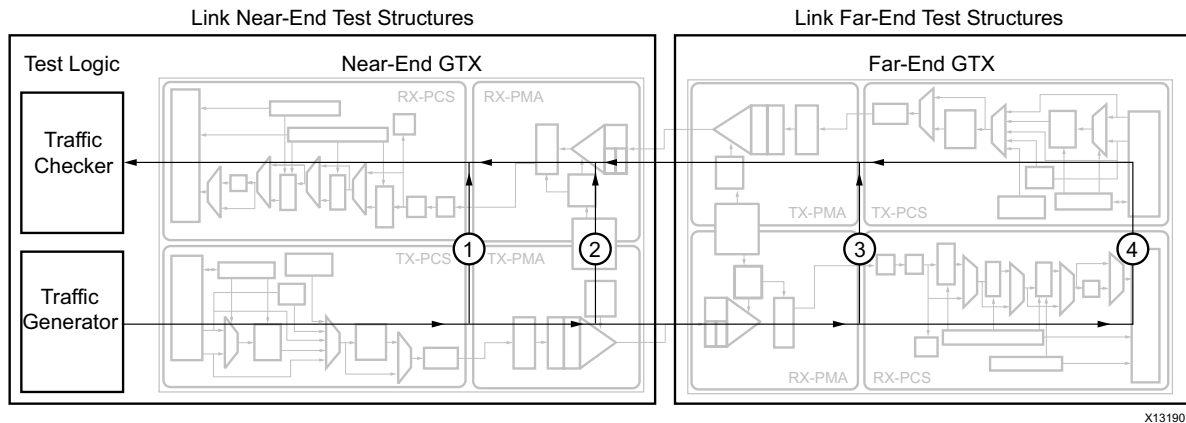 Link Near-End Test Structures
Link Far-End Test Structures
Test Logic
Near-End GTX
Far-End GTX
RX-PCS
RX-PMA
Traffic
Checker
TX-PMA
TX-PCS
1
2
3
4
TX-PCS
TX-PMA
Traffic
Generator
RX-PMA
RX-PCS
X13190